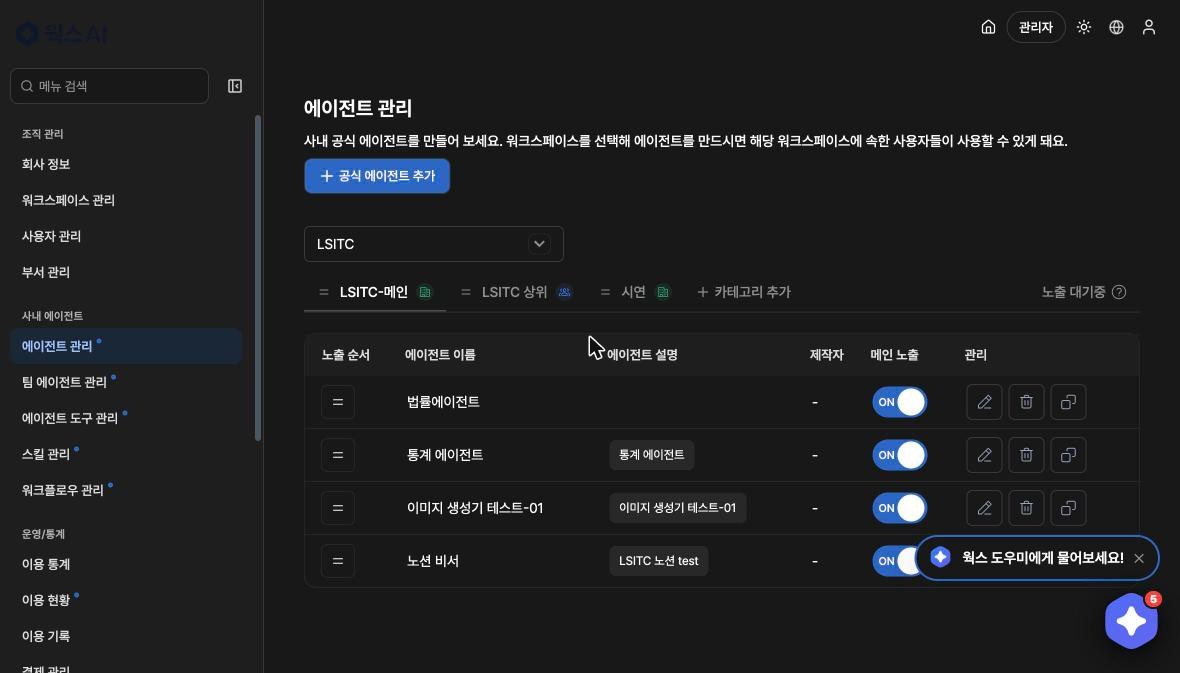 웍스AI
관리자
메뉴 검색
조직 관리
회사 정보
워크스페이스 관리
사용자 관리
부서 관리
사내 에이전트
에이전트 관리
팀 에이전트 관리
에이전트 도구 관리
스킬 관리
워크플로우 관리
운영/통계
이용 통계
이용 현황
이용 기록
결제 관리
에이전트 관리
사내 공식 에이전트를 만들어 보세요. 워크스페이스를 선택해 에이전트를 만드시면 해당 워크스페이스에 속한 사용자들이 사용할 수 있게 돼요.
+ 공식 에이전트 추가
LSITC
LSITC-메인 LSITC 상위 시연 + 카테고리 추가 노출 대기중 ?
노출 순서 에이전트 이름 에이전트 설명 제작자 메인 노출 관리
법률에이전트 - ON
통계 에이전트 통계 에이전트 - ON
이미지 생성기 테스트-01 이미지 생성기 테스트-01 - ON
노션 비서 LSITC 노션 test - ON
웍스 도우미에게 물어보세요!
5